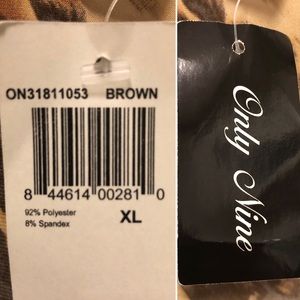 ON31811053 BROWN
8 44614 00281 0
92% Polyester
8% Spandex
XL
Only Nine